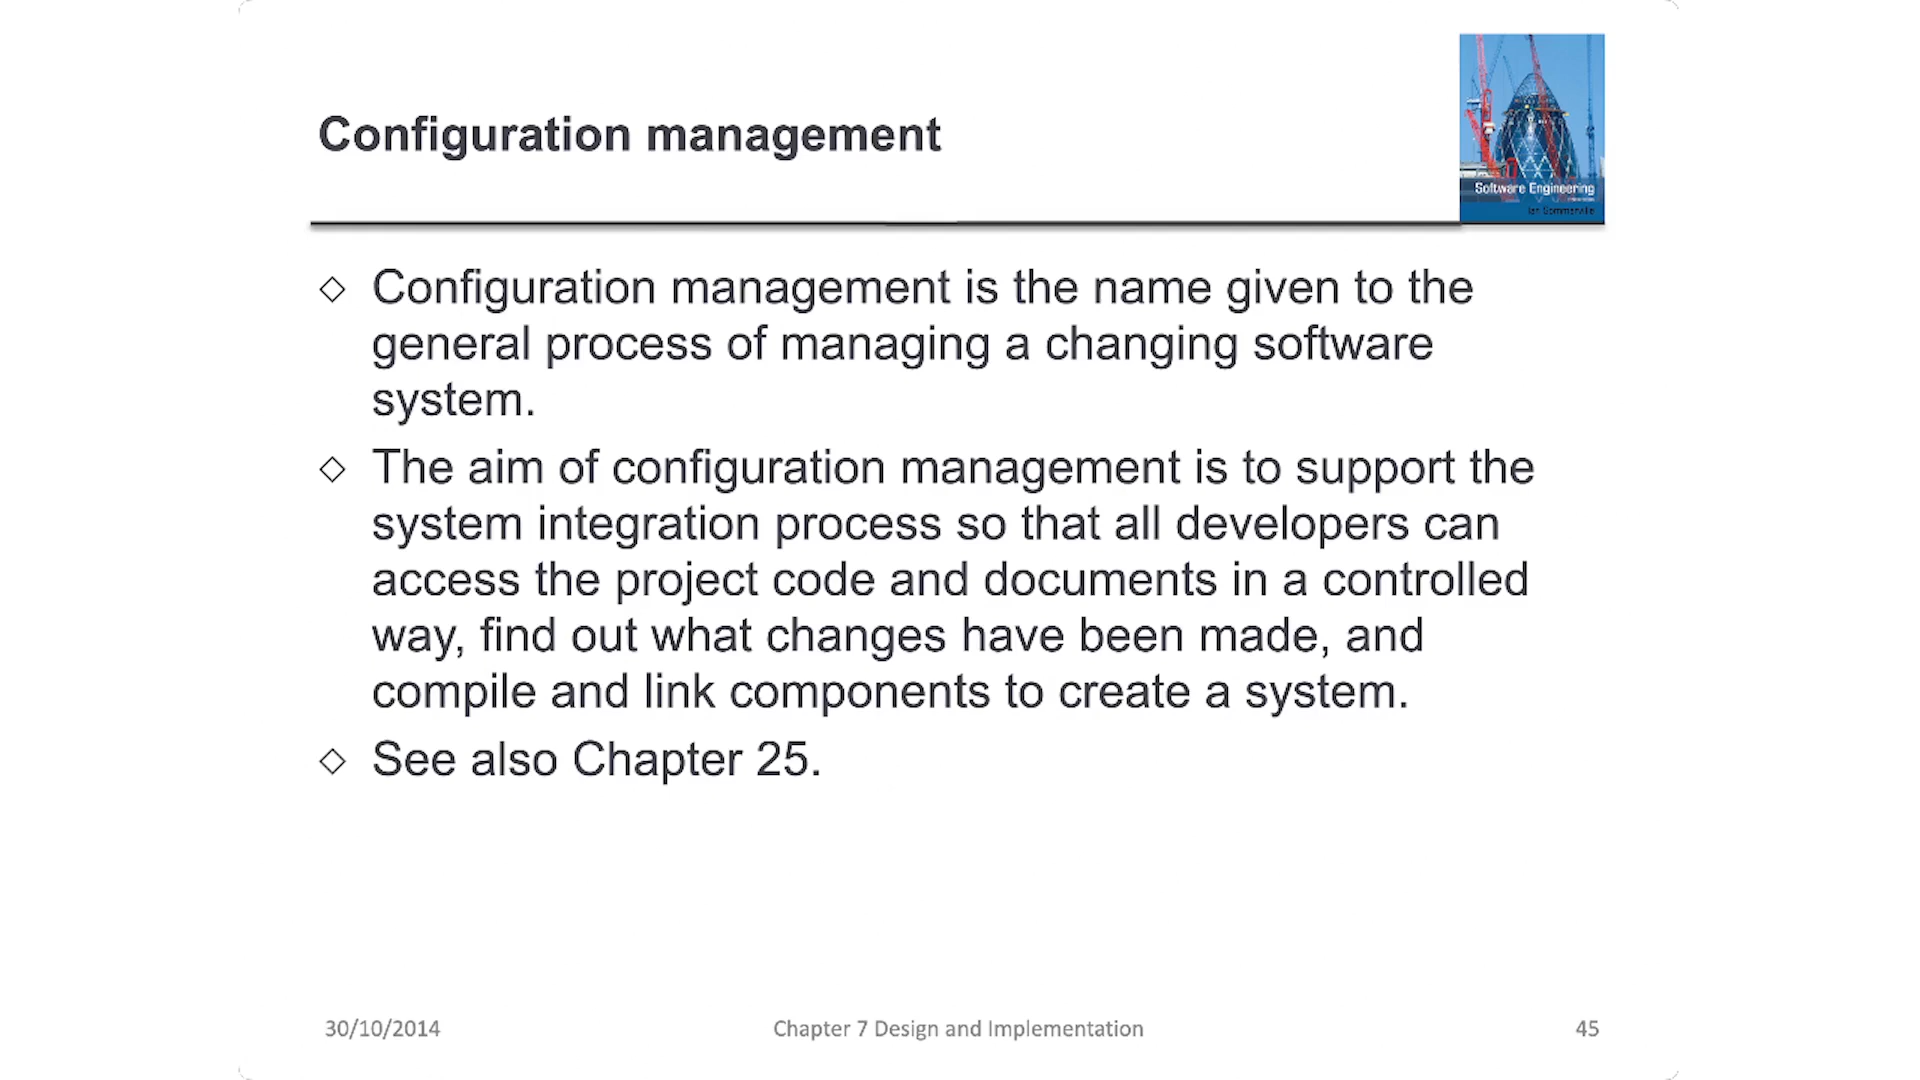 Configuration management
Software Engineering
Ian Sommerville
◇ Configuration management is the name given to the
general process of managing a changing software
system.
◇ The aim of configuration management is to support the
system integration process so that all developers can
access the project code and documents in a controlled
way, find out what changes have been made, and
compile and link components to create a system.
◇ See also Chapter 25.
30/10/2014
Chapter 7 Design and Implementation
45